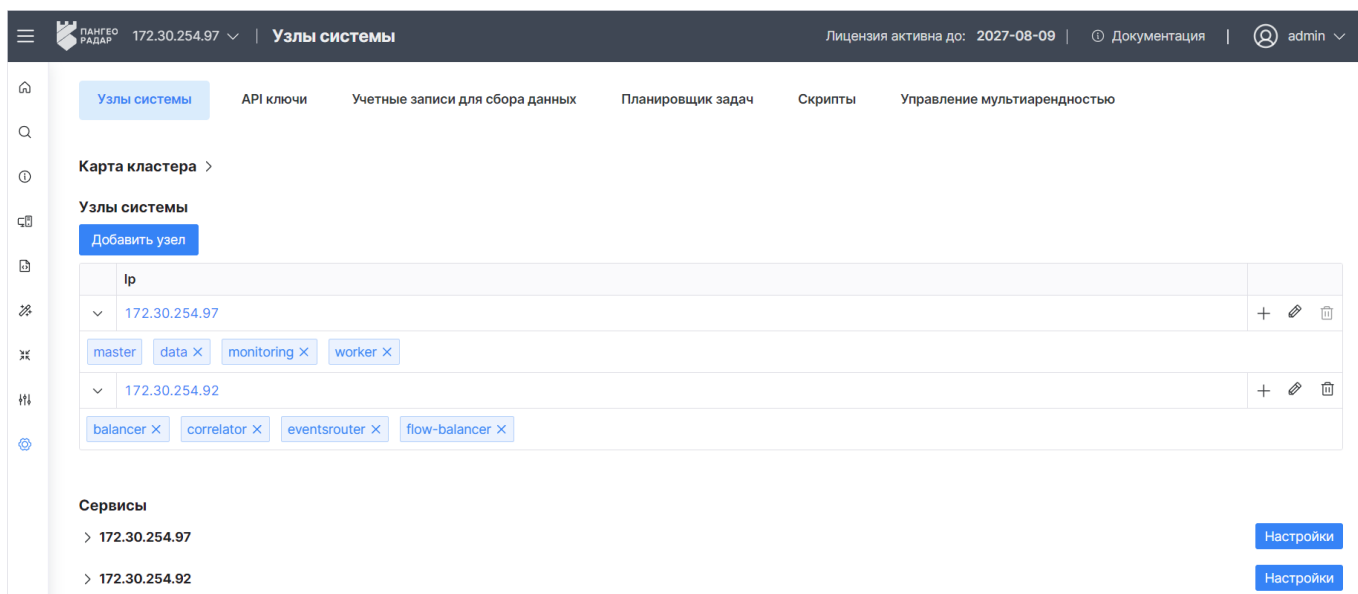 ПАНГЕО РАДАР 172.30.254.97 | Узлы системы Лицензия активна до: 2027-08-09 | Документация | admin
Узлы системы API ключи Учетные записи для сбора данных Планировщик задач Скрипты Управление мультиарендностью
Карта кластера
Узлы системы
Добавить узел
Ip
172.30.254.97
master data monitoring worker
172.30.254.92
balancer correlator eventsrouter flow-balancer
Сервисы
172.30.254.97 Настройки
172.30.254.92 Настройки